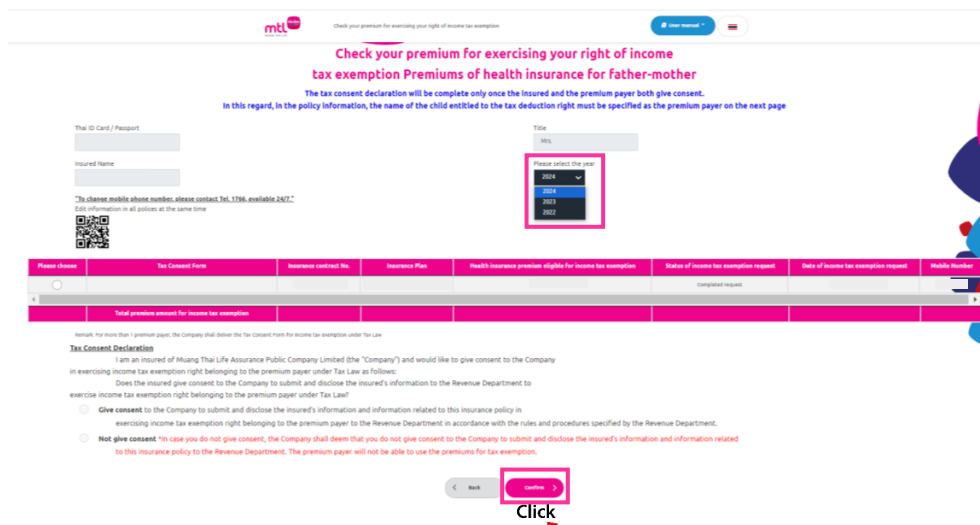 mtl
Check your premium for exercising your right of income tax exemption
User manual
Check your premium for exercising your right of income
tax exemption Premiums of health insurance for father-mother
The tax consent declaration will be complete only once the insured and the premium payer both give consent.
In this regard, in the policy information, the name of the child entitled to the tax deduction right must be specified as the premium payer on the next page
Thai ID Card / Passport
Title
Mrs.
Insured Name
Please select the year
2024
2024
2023
2022
"To change mobile phone number, please contact Tel. 1766, available 24/7."
Edit information in all polices at the same time
Please choose Tax Consent Form Insurance contract No. Insurance Plan Health insurance premium eligible for income tax exemption Status of income tax exemption request Date of income tax exemption request Mobile Number
Completed request
Total premium amount for income tax exemption
Remark: For more than 1 premium payer, the Company shall deliver the Tax Consent Form for income tax exemption under Tax Law
Tax Consent Declaration
I am an insured of Muang Thai Life Assurance Public Company Limited (the "Company") and would like to give consent to the Company
in exercising income tax exemption right belonging to the premium payer under Tax Law as follows:
Does the insured give consent to the Company to submit and disclose the insured's information to the Revenue Department to
exercise income tax exemption right belonging to the premium payer under Tax Law?
Give consent to the Company to submit and disclose the insured's information and information related to this insurance policy in
exercising income tax exemption right belonging to the premium payer to the Revenue Department in accordance with the rules and procedures specified by the Revenue Department.
Not give consent *In case you do not give consent, the Company shall deem that you do not give consent to the Company to submit and disclose the insured's information and information related
to this insurance policy to the Revenue Department. The premium payer will not be able to use the premiums for tax exemption.
Back
Confirm
Click